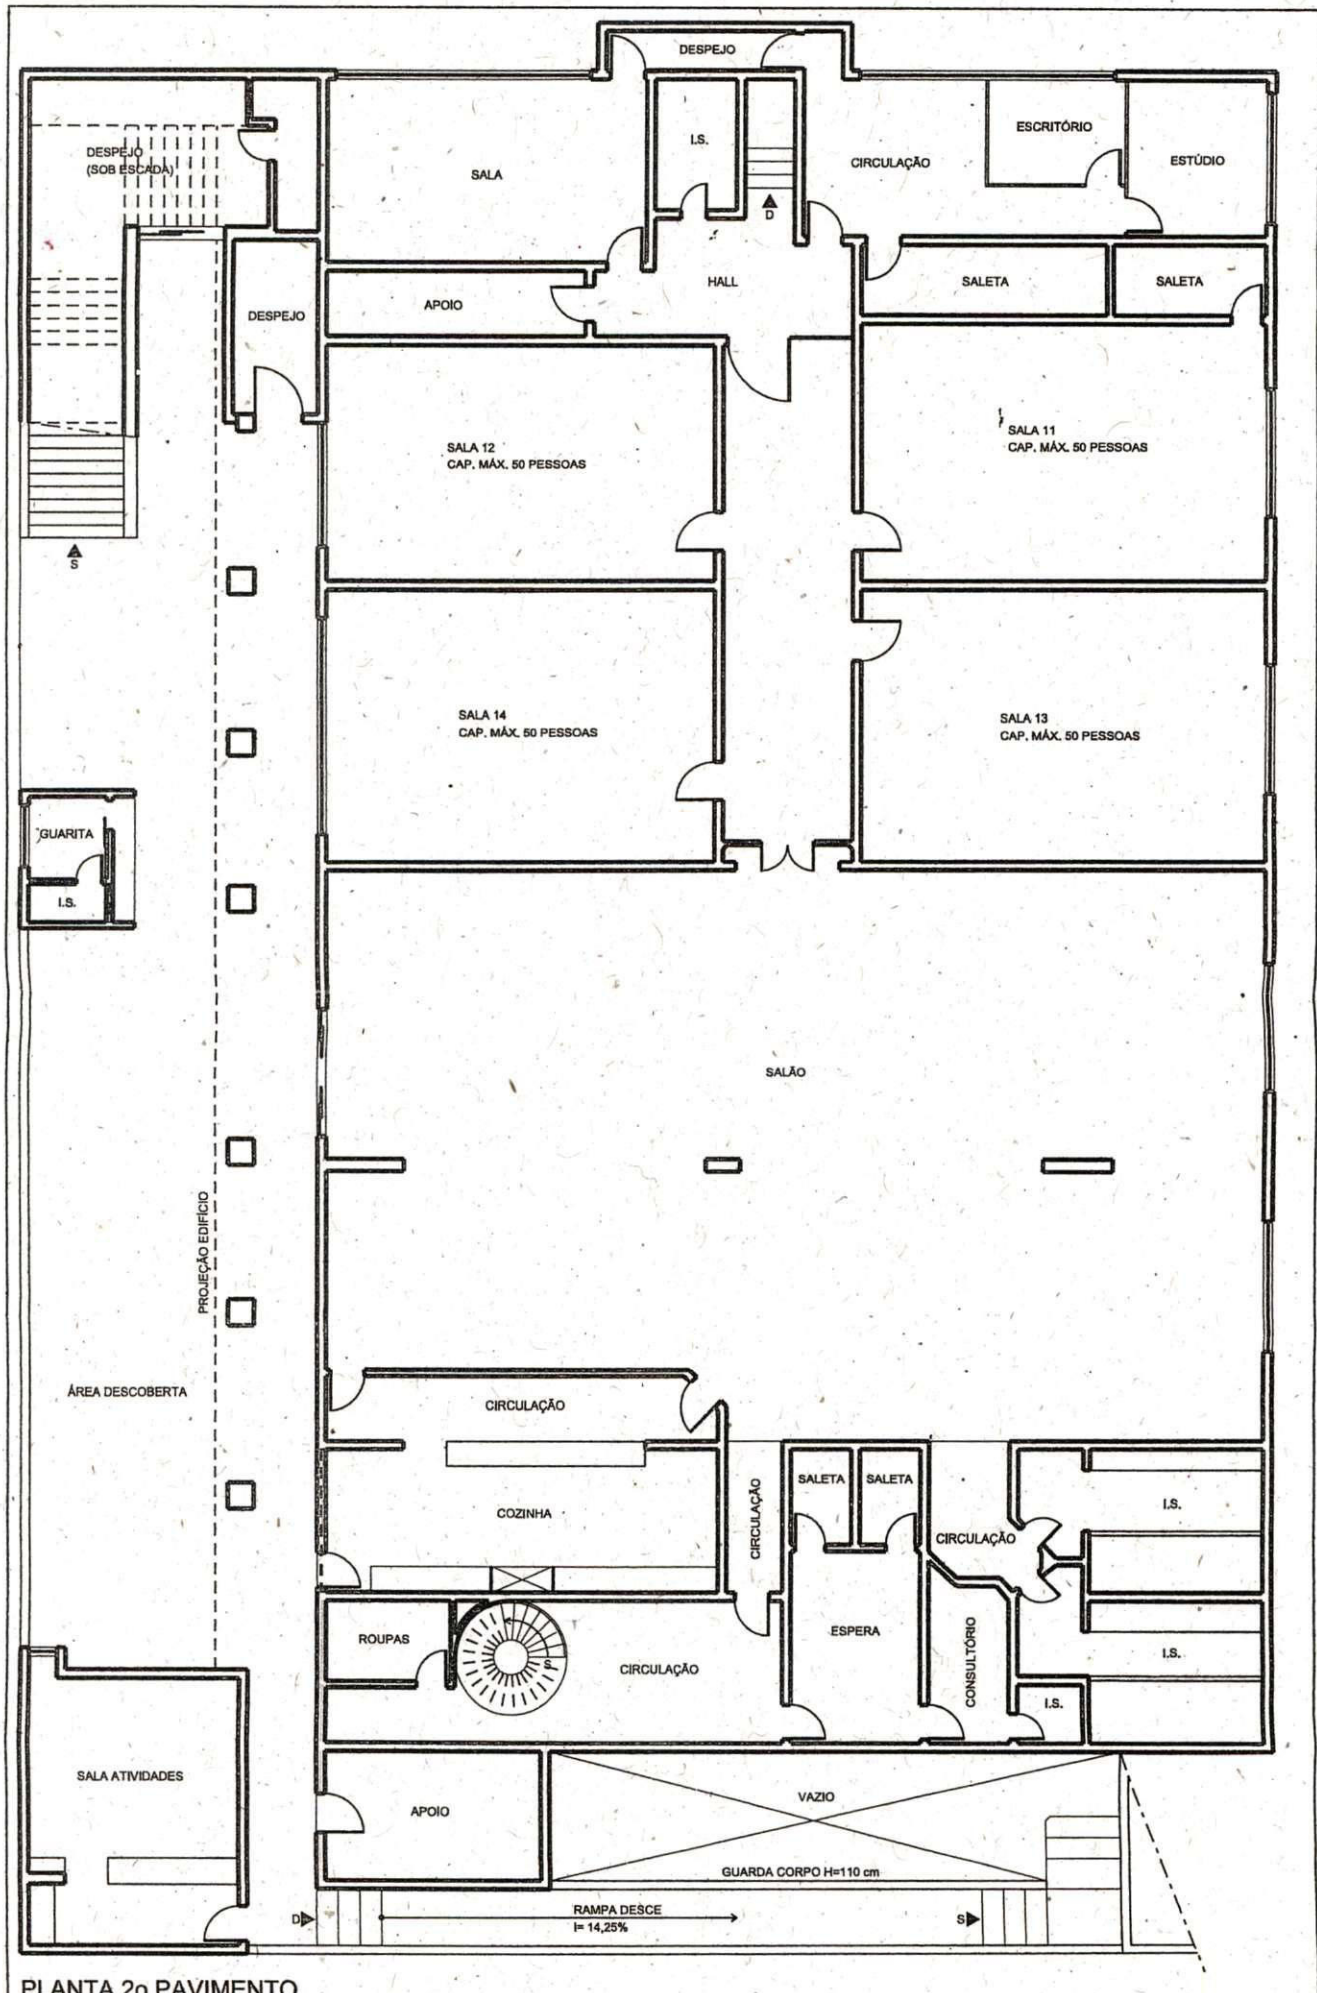 DESPEJO
DESPEJO
(SOB ESCADA)
SALA
I.S.
D
CIRCULAÇÃO
ESCRITÓRIO
ESTÚDIO
DESPEJO
APOIO
HALL
SALETA
SALETA
SALA 12
CAP. MÁX. 50 PESSOAS
SALA 11
CAP. MÁX. 50 PESSOAS
S
SALA 14
CAP. MÁX. 50 PESSOAS
SALA 13
CAP. MÁX. 50 PESSOAS
GUARITA
I.S.
SALÃO
PROJEÇÃO EDIFÍCIO
ÁREA DESCOBERTA
CIRCULAÇÃO
COZINHA
CIRCULAÇÃO
SALETA
SALETA
CIRCULAÇÃO
I.S.
ROUPAS
S
CIRCULAÇÃO
ESPERA
CONSULTÓRIO
I.S.
I.S.
SALA ATIVIDADES
APOIO
VAZIO
GUARDA CORPO H=110 cm
D
RAMPA DESCE
I= 14,25%
S
PLANTA 2o PAVIMENTO